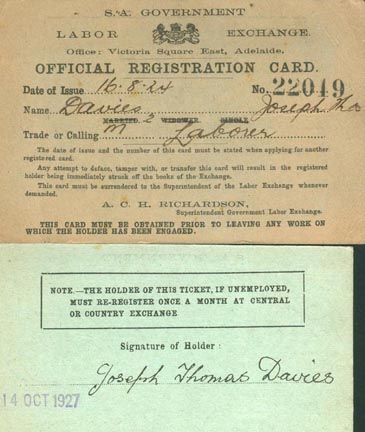 S.A. GOVERNMENT
LABOR EXCHANGE.
Office: Victoria Square East, Adelaide.
OFFICIAL REGISTRATION CARD.
Date of Issue 16-8-24 No. 22049
Name Davies Joseph Thos
MARRIED. 2 WIDOWER. SINGLE.
Trade or Calling M Labourer
The date of issue and the number of this card must be stated when applying for another
registered card.
Any attempt to deface, tamper with, or transfer this card will result in the registered
holder being immediately struck off the books of the Exchange.
This card must be surrendered to the Superintendent of the Labor Exchange whenever
demanded.
A. C. H. RICHARDSON,
Superintendent Government Labor Exchange.
THIS CARD MUST BE OBTAINED PRIOR TO LEAVING ANY WORK ON
WHICH THE HOLDER HAS BEEN ENGAGED.
NOTE.—THE HOLDER OF THIS TICKET, IF UNEMPLOYED,
MUST RE-REGISTER ONCE A MONTH AT CENTRAL
OR COUNTRY EXCHANGE
Signature of Holder:
Joseph Thomas Davies
14 OCT 1927